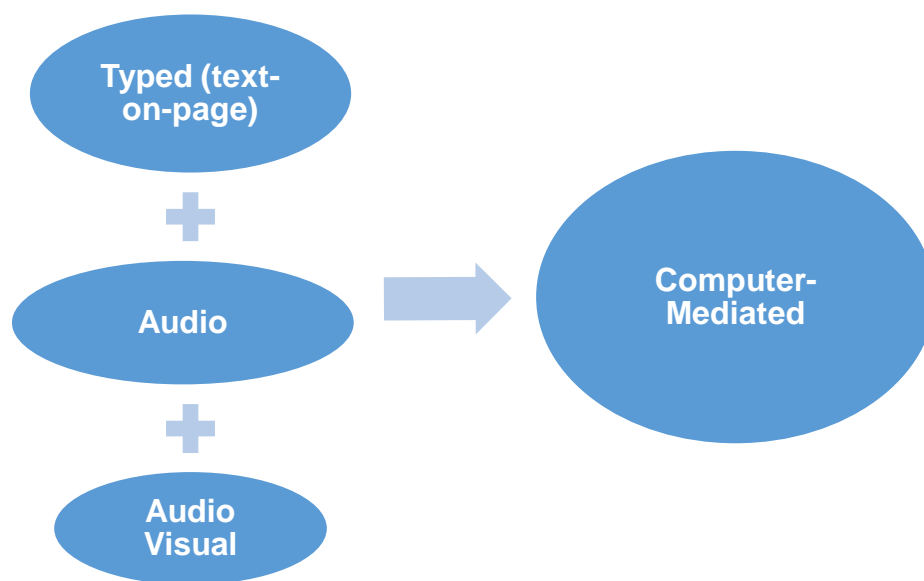 Typed (text-
on-page)
Audio
Audio
Visual
Computer-
Mediated